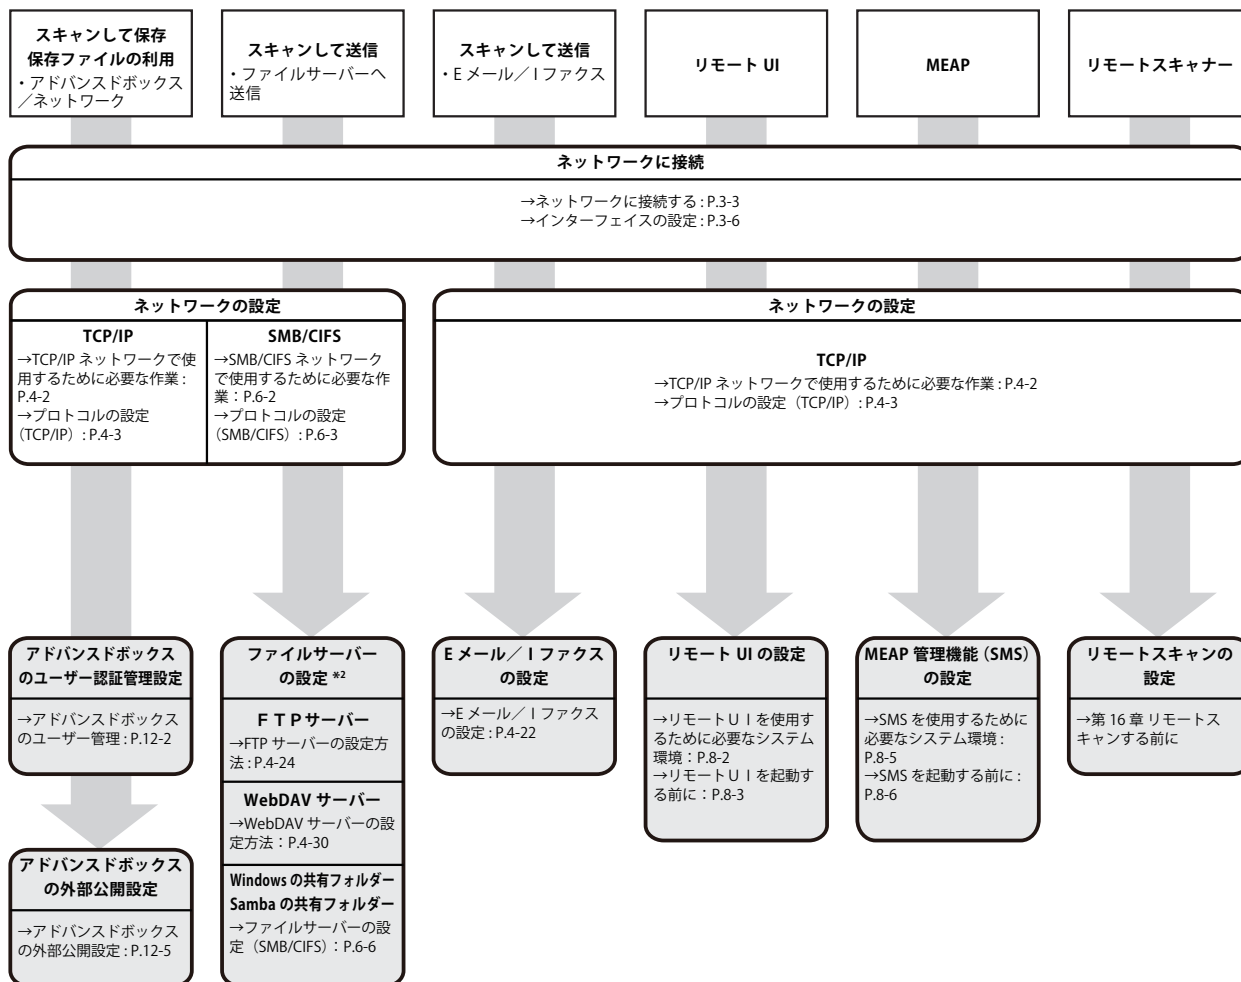 スキャンして保存
保存ファイルの利用
・アドバンスドボックス
／ネットワーク
スキャンして送信
・ファイルサーバーへ
送信
スキャンして送信
・E メール／I ファクス
リモート UI
MEAP
リモートスキャナー
ネットワークに接続
→ネットワークに接続する : P.3-3
→インターフェイスの設定 : P.3-6
ネットワークの設定
TCP/IP
→TCP/IP ネットワークで使
用するために必要な作業 :
P.4-2
→プロトコルの設定
（TCP/IP）: P.4-3
SMB/CIFS
→SMB/CIFS ネットワーク
で使用するために必要な作
業：P.6-2
→プロトコルの設定
（SMB/CIFS）: P.6-3
ネットワークの設定
TCP/IP
→TCP/IP ネットワークで使用するために必要な作業 : P.4-2
→プロトコルの設定（TCP/IP）: P.4-3
アドバンスドボックス
のユーザー認証管理設定
→アドバンスドボックス
のユーザー管理 : P.12-2
アドバンスドボックス
の外部公開設定
→アドバンスドボックス
の外部公開設定 : P.12-5
ファイルサーバー
の設定 *2
ＦＴＰサーバー
→FTP サーバーの設定方
法 : P.4-24
WebDAV サーバー
→WebDAV サーバーの設
定方法：P.4-30
Windows の共有フォルダー
Samba の共有フォルダー
→ファイルサーバーの設
定（SMB/CIFS）：P.6-6
E メール／ I ファクス
の設定
→E メール／ I ファクス
の設定 : P.4-22
リモート UI の設定
→リモートＵＩを使用す
るために必要なシステム
環境：P.8-2
→リモートＵＩを起動す
る前に：P.8-3
MEAP 管理機能（SMS）
の設定
→SMS を使用するために
必要なシステム環境 :
P.8-5
→SMS を起動する前に :
P.8-6
リモートスキャンの
設定
→第 16 章 リモートス
キャンする前に